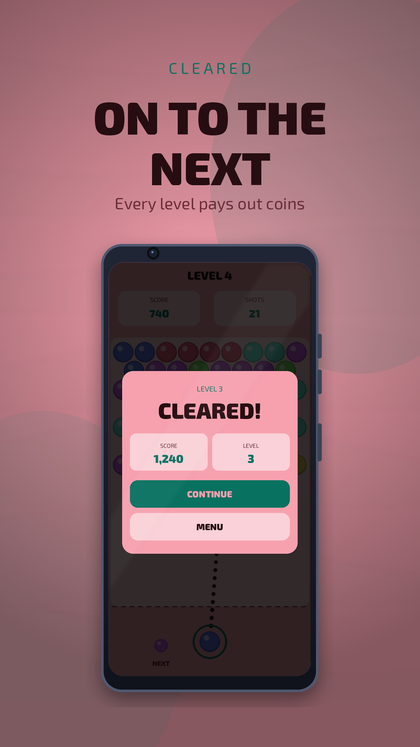 CLEARED
ON TO THE
NEXT
Every level pays out coins
LEVEL 4
SCORE SHOTS
740 21
LEVEL 3
CLEARED!
SCORE LEVEL
1,240 3
CONTINUE
MENU
NEXT